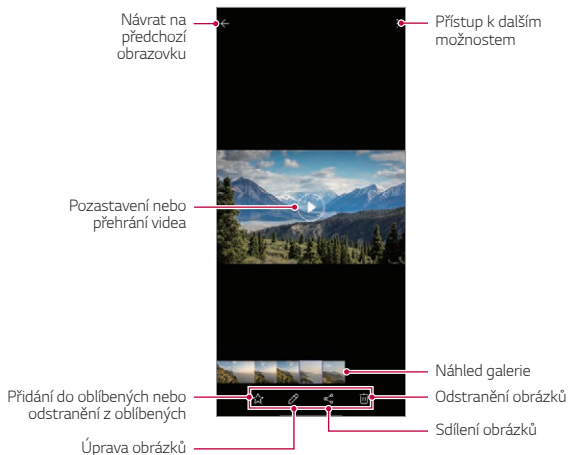 Návrat na
předchozí
obrazovku
Přístup k dalším
možnostem
Pozastavení nebo
přehrání videa
Náhled galerie
Přidání do oblíbených nebo
odstranění z oblíbených
Odstranění obrázků
Sdílení obrázků
Úprava obrázků